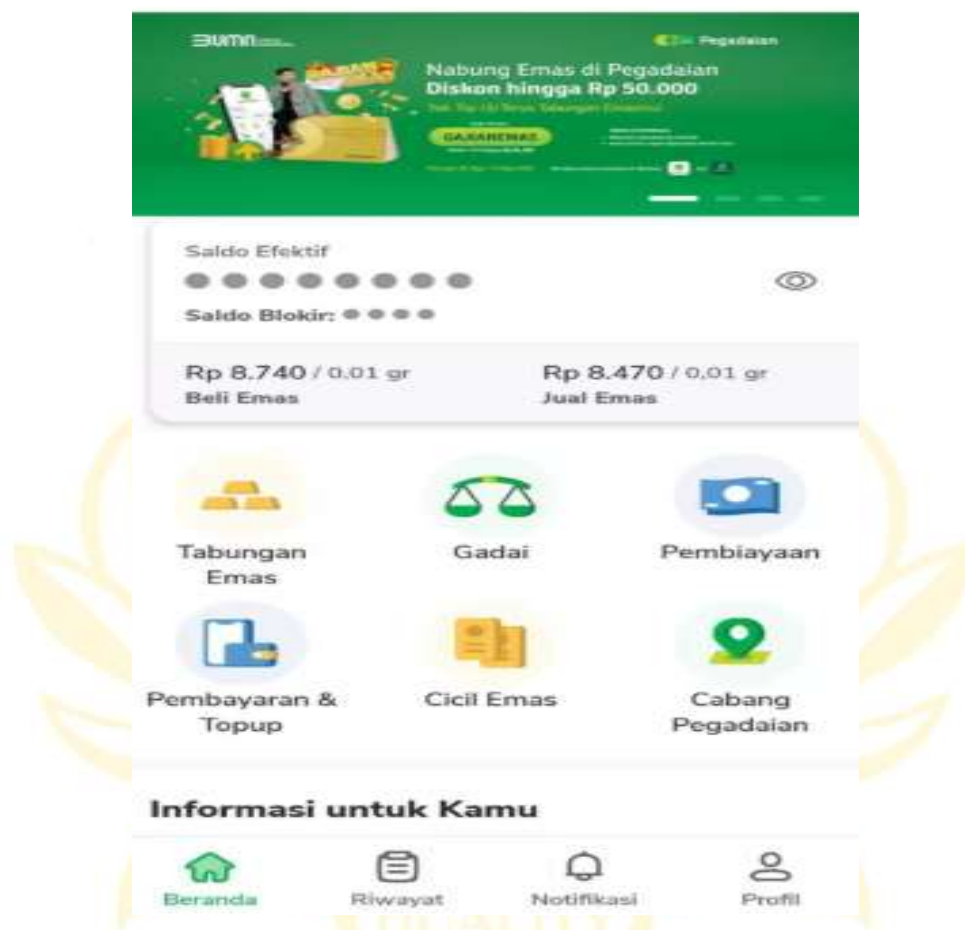 BUMN
Pegadaian
Nabung Emas di Pegadaian
Diskon hingga Rp 50.000
Saldo Efektif
Saldo Blokir:
Rp 8.740 / 0,01 gr
Beli Emas
Rp 8.470 / 0,01 gr
Jual Emas
Tabungan
Emas
Gadai
Pembiayaan
Pembayaran &
Topup
Cicil Emas
Cabang
Pegadaian
Informasi untuk Kamu
Beranda
Riwayat
Notifikasi
Profil